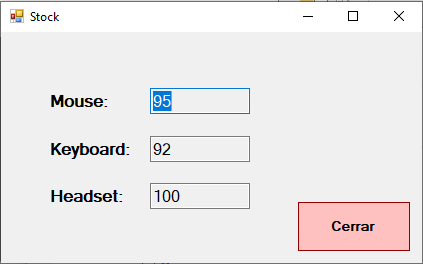 Stock
Mouse: 95
Keyboard: 92
Headset: 100
Cerrar